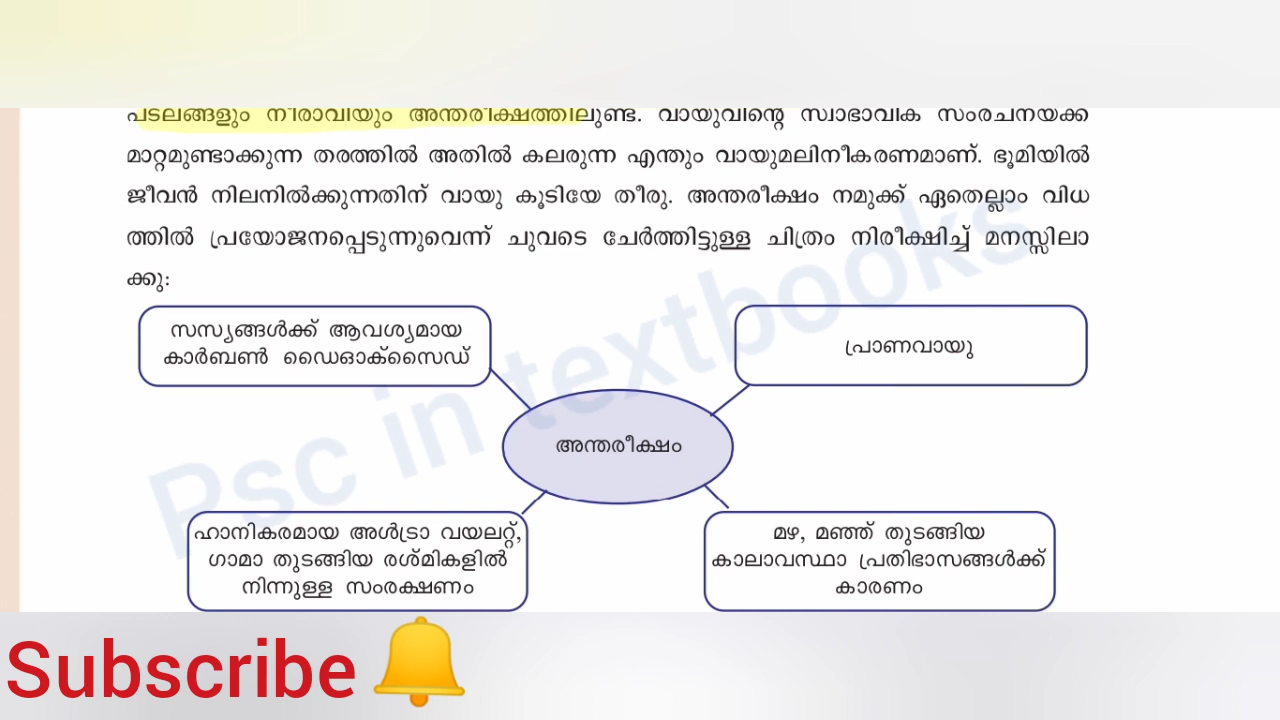 പടലങ്ങളും നീരാവിയും അന്തരീക്ഷത്തിലുണ്ട്. വായുവിന്റെ സ്വാഭാവിക സംരചനയക്ക
മാറ്റമുണ്ടാക്കുന്ന തരത്തിൽ അതിൽ കലരുന്ന എന്തും വായുമലിനീകരണമാണ്. ഭൂമിയിൽ
ജീവൻ നിലനിൽക്കുന്നതിന് വായു കൂടിയേ തീരു. അന്തരീക്ഷം നമുക്ക് ഏതെല്ലാം വിധ
ത്തിൽ പ്രയോജനപ്പെടുന്നുവെന്ന് ചുവടെ ചേർത്തിട്ടുള്ള ചിത്രം നിരീക്ഷിച്ച് മനസ്സിലാ
ക്കു:
സസ്യങ്ങൾക്ക് ആവശ്യമായ
കാർബൺ ഡൈഓക്സൈഡ്
പ്രാണവായു
അന്തരീക്ഷം
ഹാനികരമായ അൾട്രാ വയലറ്റ്,
ഗാമാ തുടങ്ങിയ രശ്മികളിൽ
നിന്നുള്ള സംരക്ഷണം
മഴ, മഞ്ഞ് തുടങ്ങിയ
കാലാവസ്ഥാ പ്രതിഭാസങ്ങൾക്ക്
കാരണം
Psc in textbooks
Subscribe